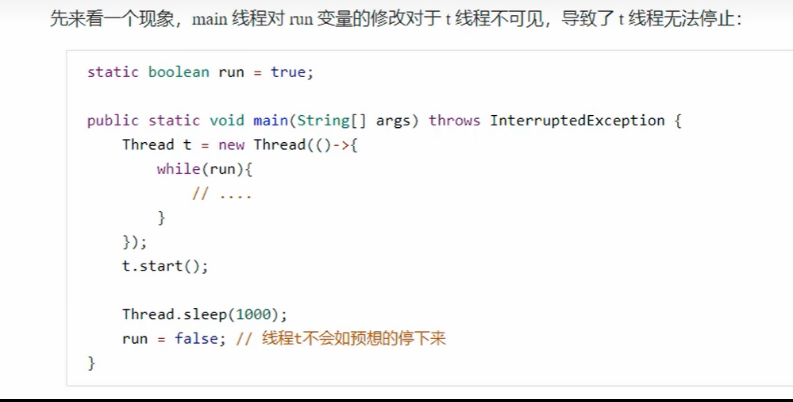 先来看一个现象，main 线程对 run 变量的修改对于 t 线程不可见，导致了 t 线程无法停止：
static boolean run = true;
public static void main(String[] args) throws InterruptedException {
Thread t = new Thread(()->{
while(run){
// ....
}
});
t.start();
Thread.sleep(1000);
run = false; // 线程t不会如预想的停下来
}